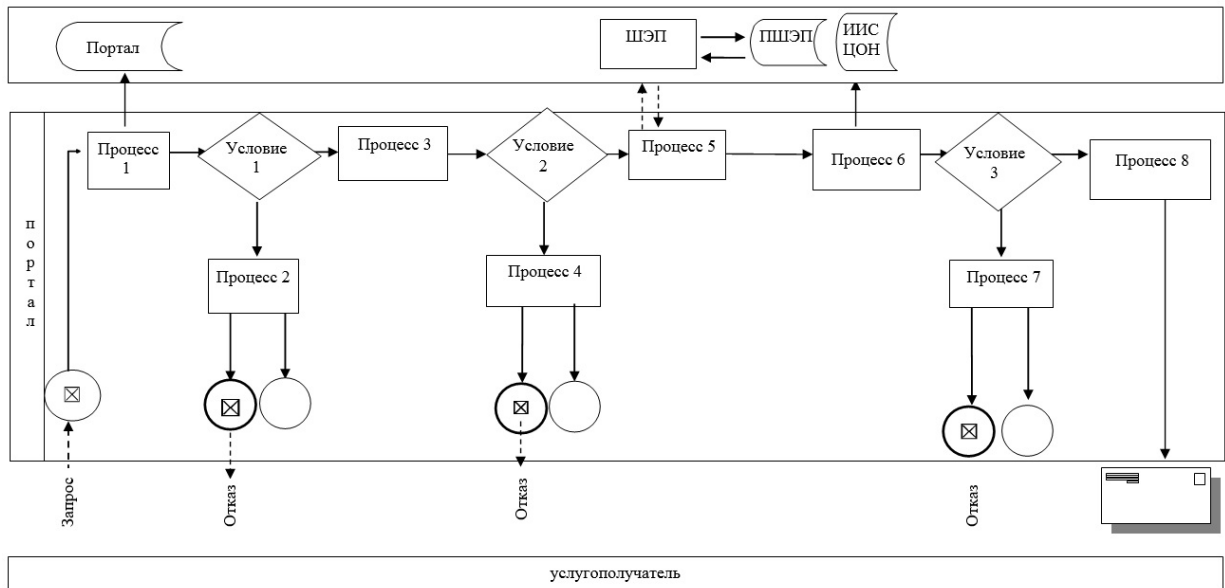 Портал
ШЭП
ПШЭП
ИИС
ЦОН
Процесс
1
Условие
1
Процесс 3
Условие
2
Процесс 5
Процесс 6
Условие
3
Процесс 8
портал
Процесс 2
Процесс 4
Процесс 7
Запрос
Отказ
Отказ
Отказ
услугополучатель